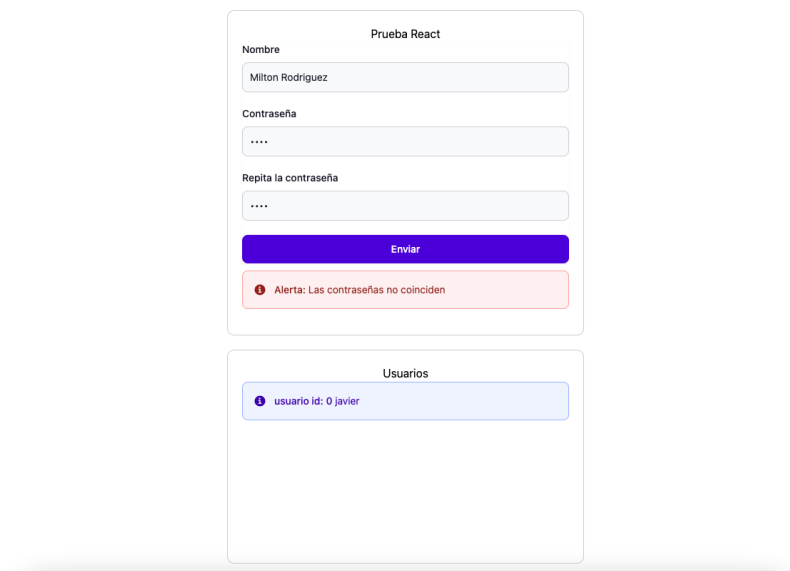 Prueba React
Nombre
Milton Rodriguez
Contraseña
••••
Repita la contraseña
••••
Enviar
Alerta: Las contraseñas no coinciden
Usuarios
usuario id: 0 javier